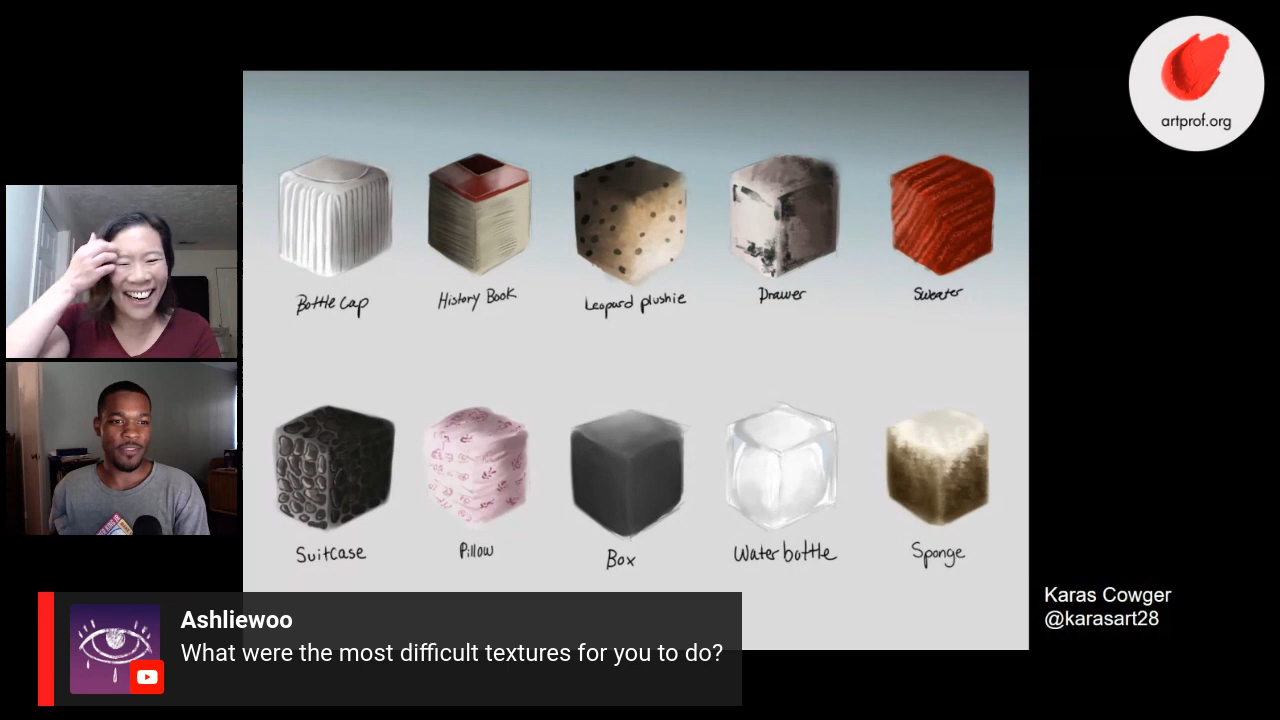 artprof.org
Bottle Cap
History Book
Leopard plushie
Drawer
Sweater
Suitcase
Pillow
Box
Water bottle
Sponge
Karas Cowger
@karasart28
Ashliewoo
What were the most difficult textures for you to do?